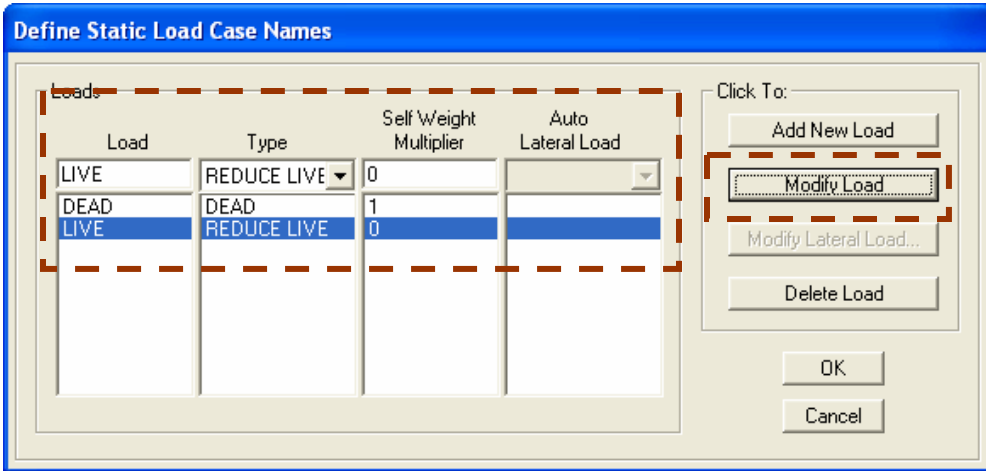 Define Static Load Case Names
Loads
Click To:
Load Type Self Weight Multiplier Auto Lateral Load
LIVE REDUCE LIVE 0
DEAD DEAD 1
LIVE REDUCE LIVE 0
Add New Load
Modify Load
Modify Lateral Load...
Delete Load
OK
Cancel